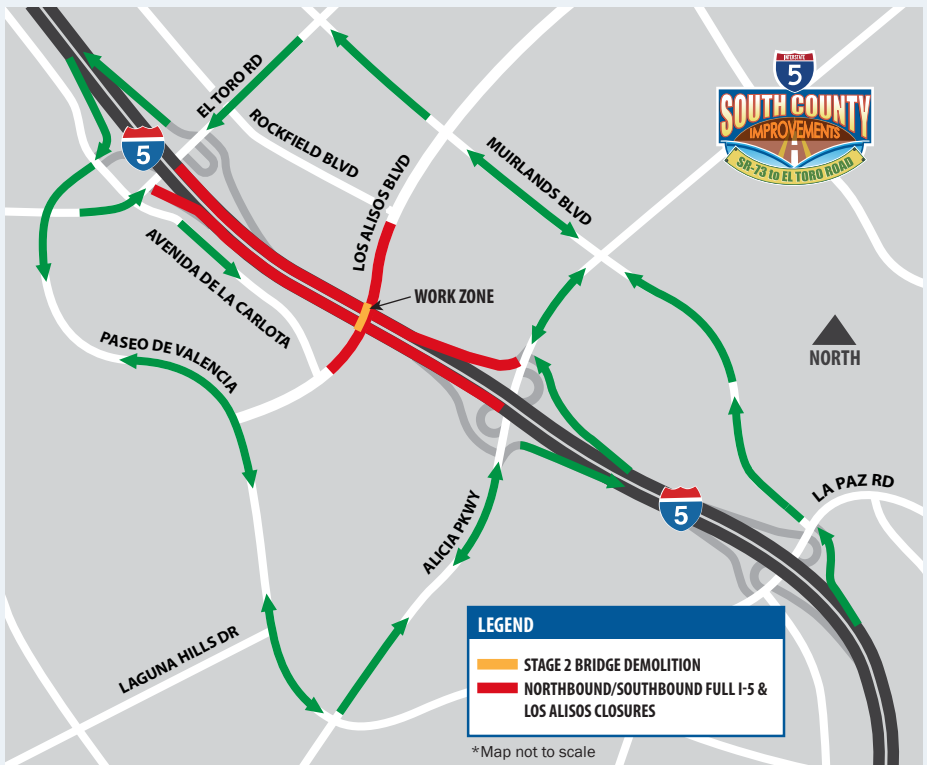 EL TORO RD
ROCKFIELD BLVD
LOS ALISOS BLVD
MUIRLANDS BLVD
INTERSTATE
5
SOUTH COUNTY
IMPROVEMENTS
SR-73 to EL TORO ROAD
5
AVENIDA DE LA CARLOTA
WORK ZONE
PASEO DE VALENCIA
NORTH
LA PAZ RD
5
ALICIA PKWY
LAGUNA HILLS DR
LEGEND
STAGE 2 BRIDGE DEMOLITION
NORTHBOUND/SOUTHBOUND FULL I-5 &
LOS ALISOS CLOSURES
*Map not to scale